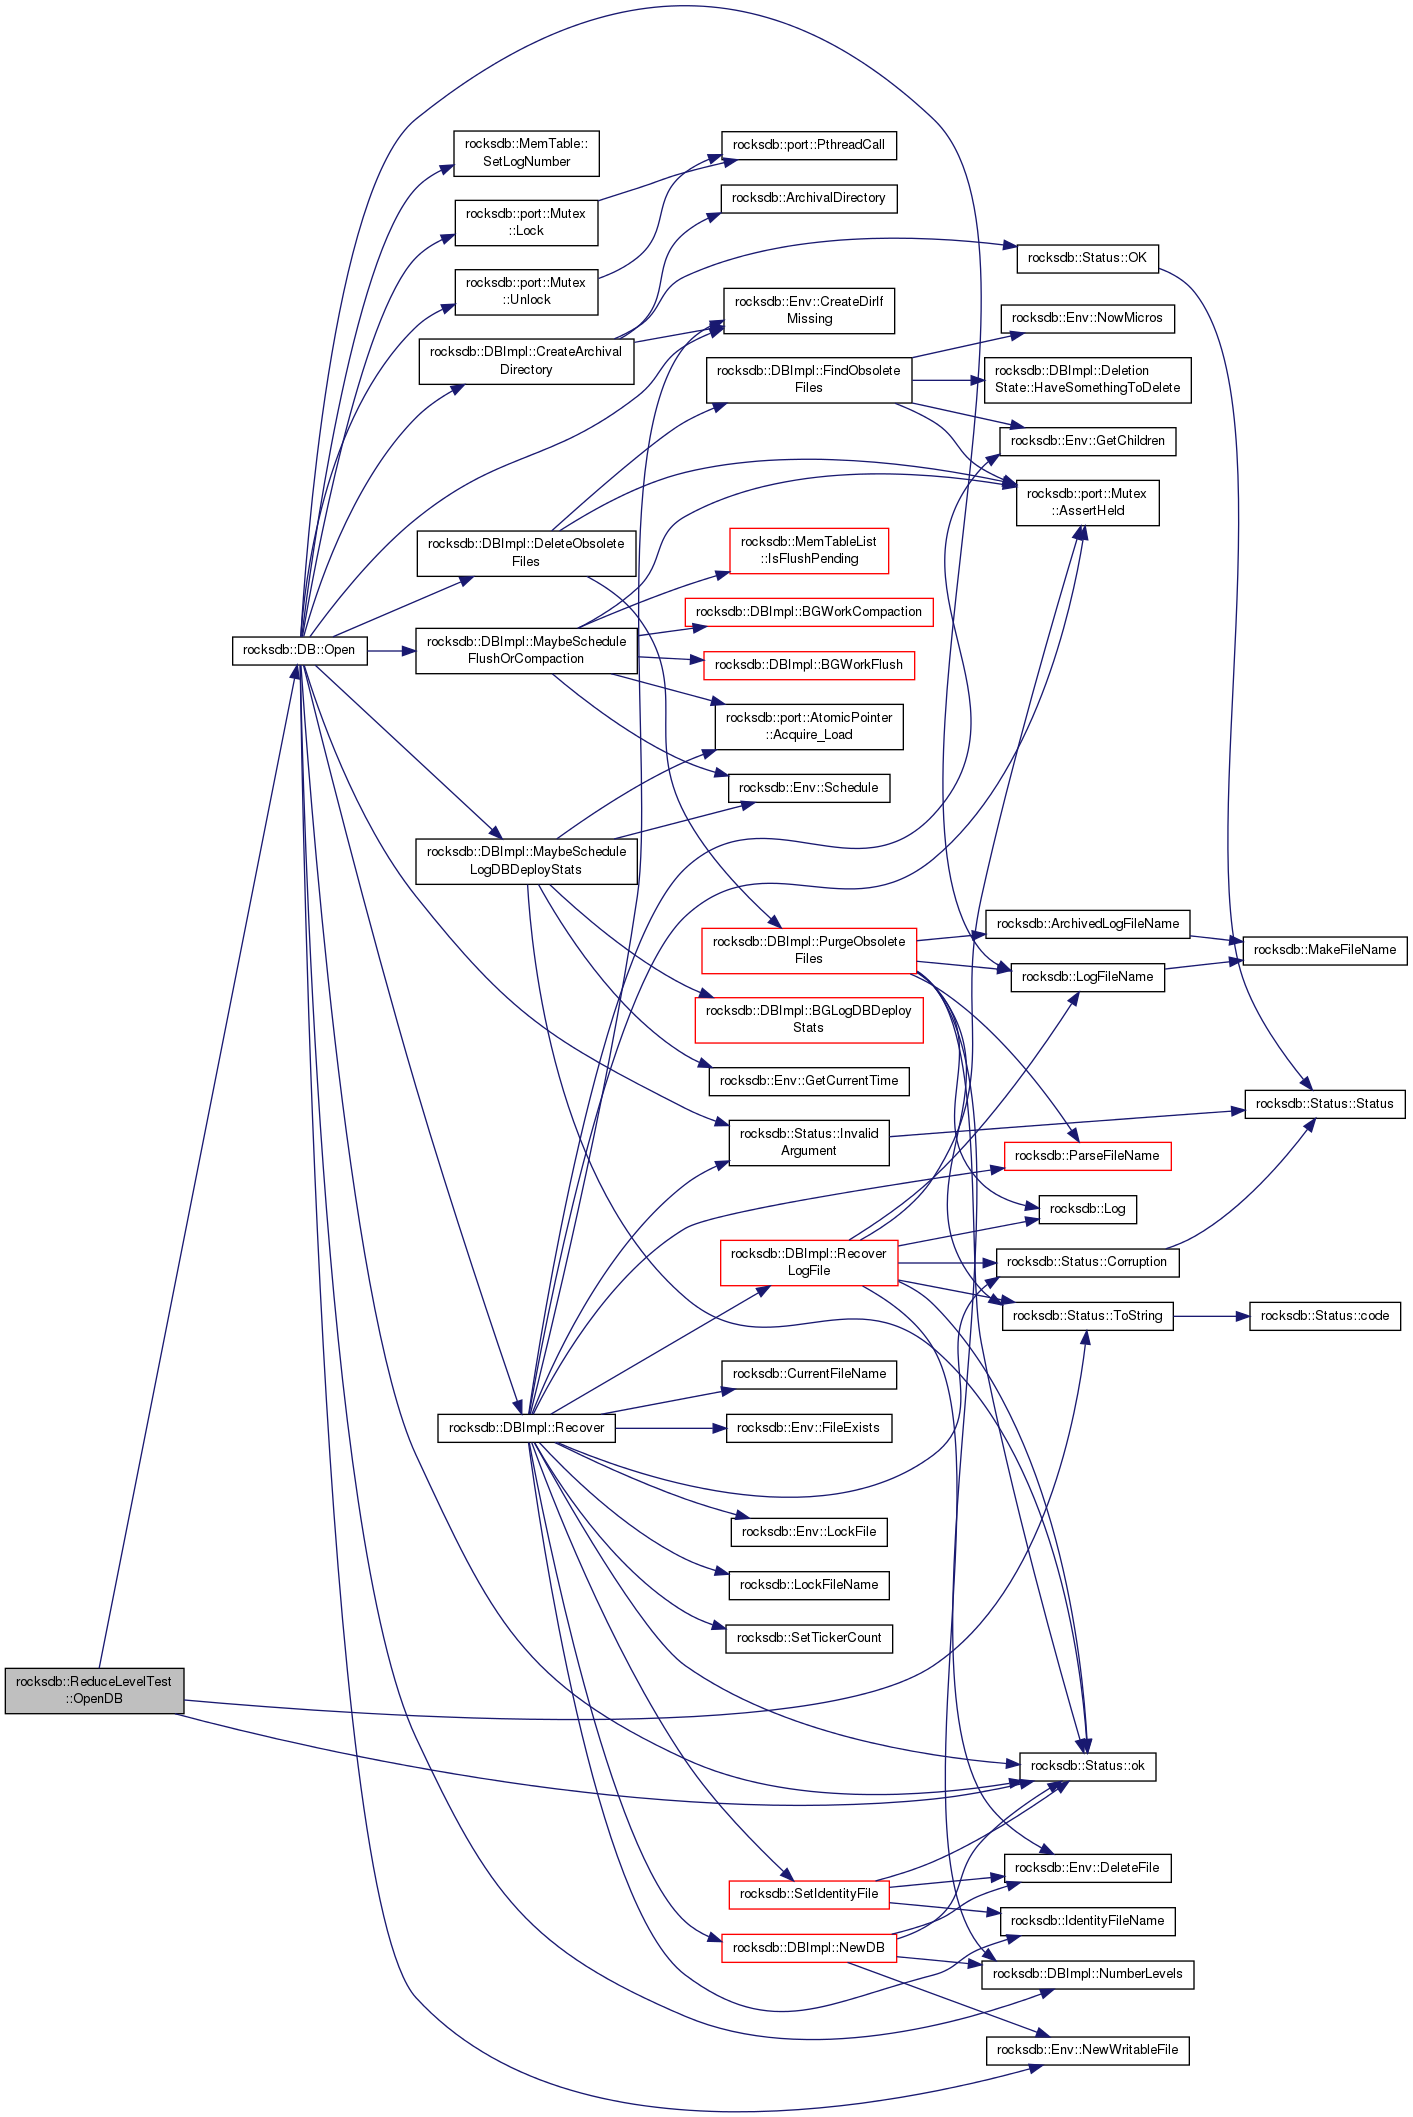 rocksdb::MemTable::
SetLogNumber
rocksdb::port::PthreadCall
rocksdb::ArchivalDirectory
rocksdb::port::Mutex
::Lock
rocksdb::Status::OK
rocksdb::port::Mutex
::Unlock
rocksdb::Env::CreateDirIf
Missing
rocksdb::Env::NowMicros
rocksdb::DBImpl::CreateArchival
Directory
rocksdb::DBImpl::FindObsolete
Files
rocksdb::DBImpl::Deletion
State::HaveSomethingToDelete
rocksdb::Env::GetChildren
rocksdb::port::Mutex
::AssertHeld
rocksdb::DBImpl::DeleteObsolete
Files
rocksdb::MemTableList
::IsFlushPending
rocksdb::DBImpl::BGWorkCompaction
rocksdb::DB::Open
rocksdb::DBImpl::MaybeSchedule
FlushOrCompaction
rocksdb::DBImpl::BGWorkFlush
rocksdb::port::AtomicPointer
::Acquire_Load
rocksdb::Env::Schedule
rocksdb::DBImpl::MaybeSchedule
LogDBDeployStats
rocksdb::ArchivedLogFileName
rocksdb::DBImpl::PurgeObsolete
Files
rocksdb::MakeFileName
rocksdb::LogFileName
rocksdb::DBImpl::BGLogDBDeploy
Stats
rocksdb::Env::GetCurrentTime
rocksdb::Status::Status
rocksdb::Status::Invalid
Argument
rocksdb::ParseFileName
rocksdb::Log
rocksdb::DBImpl::Recover
LogFile
rocksdb::Status::Corruption
rocksdb::Status::ToString
rocksdb::Status::code
rocksdb::CurrentFileName
rocksdb::DBImpl::Recover
rocksdb::Env::FileExists
rocksdb::Env::LockFile
rocksdb::LockFileName
rocksdb::SetTickerCount
rocksdb::ReduceLevelTest
::OpenDB
rocksdb::Status::ok
rocksdb::Env::DeleteFile
rocksdb::SetIdentityFile
rocksdb::IdentityFileName
rocksdb::DBImpl::NewDB
rocksdb::DBImpl::NumberLevels
rocksdb::Env::NewWritableFile